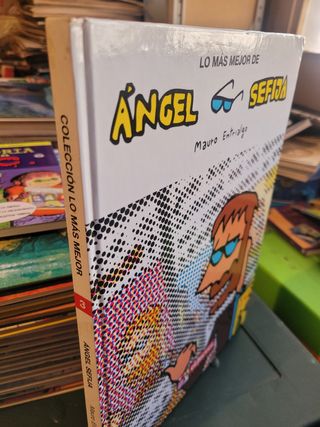 LO MÁS MEJOR DE
ÁNGEL SEFIJA
Mauro Entrialgo
COLECCIÓN LO MÁS MEJOR
3
ÁNGEL SEFIJA